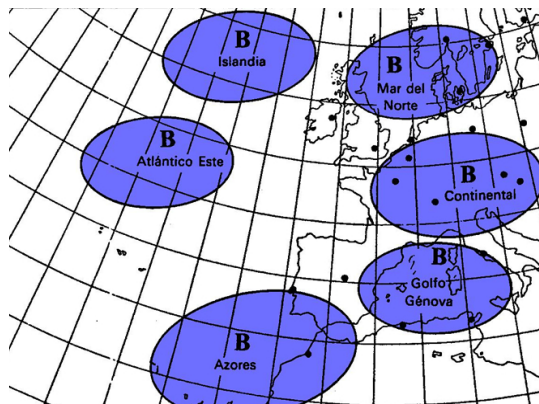 B
Islandia
B
Mar del
Norte
B
Atlántico Este
B
Continental
B
Golfo
Génova
B
Azores